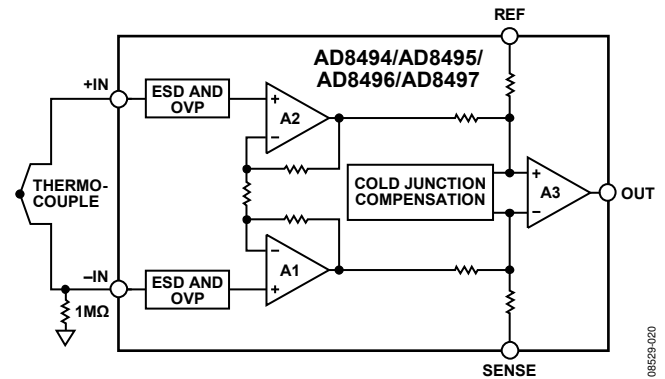 REF
AD8494/AD8495/
AD8496/AD8497
+IN
ESD AND
OVP
+
A2
−
THERMO-
COUPLE
COLD JUNCTION
COMPENSATION
+
A3
−
OUT
−
A1
+
−IN
ESD AND
OVP
1MΩ
SENSE
08529-020